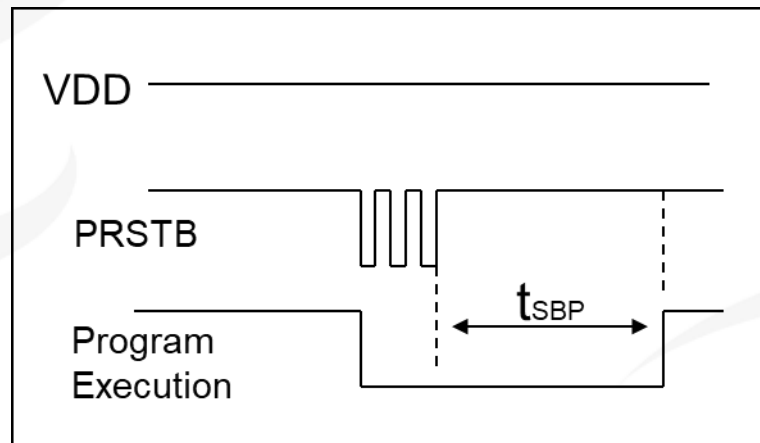 VDD
PRSTB
tSBP
Program
Execution